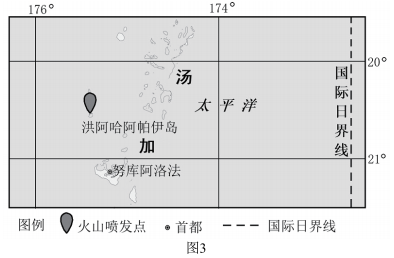 176° 174°
汤
20°
国际日界线
太平洋
洪阿哈阿帕伊岛
加
21°
努库阿洛法
图例 火山喷发点 首都 国际日界线
图3